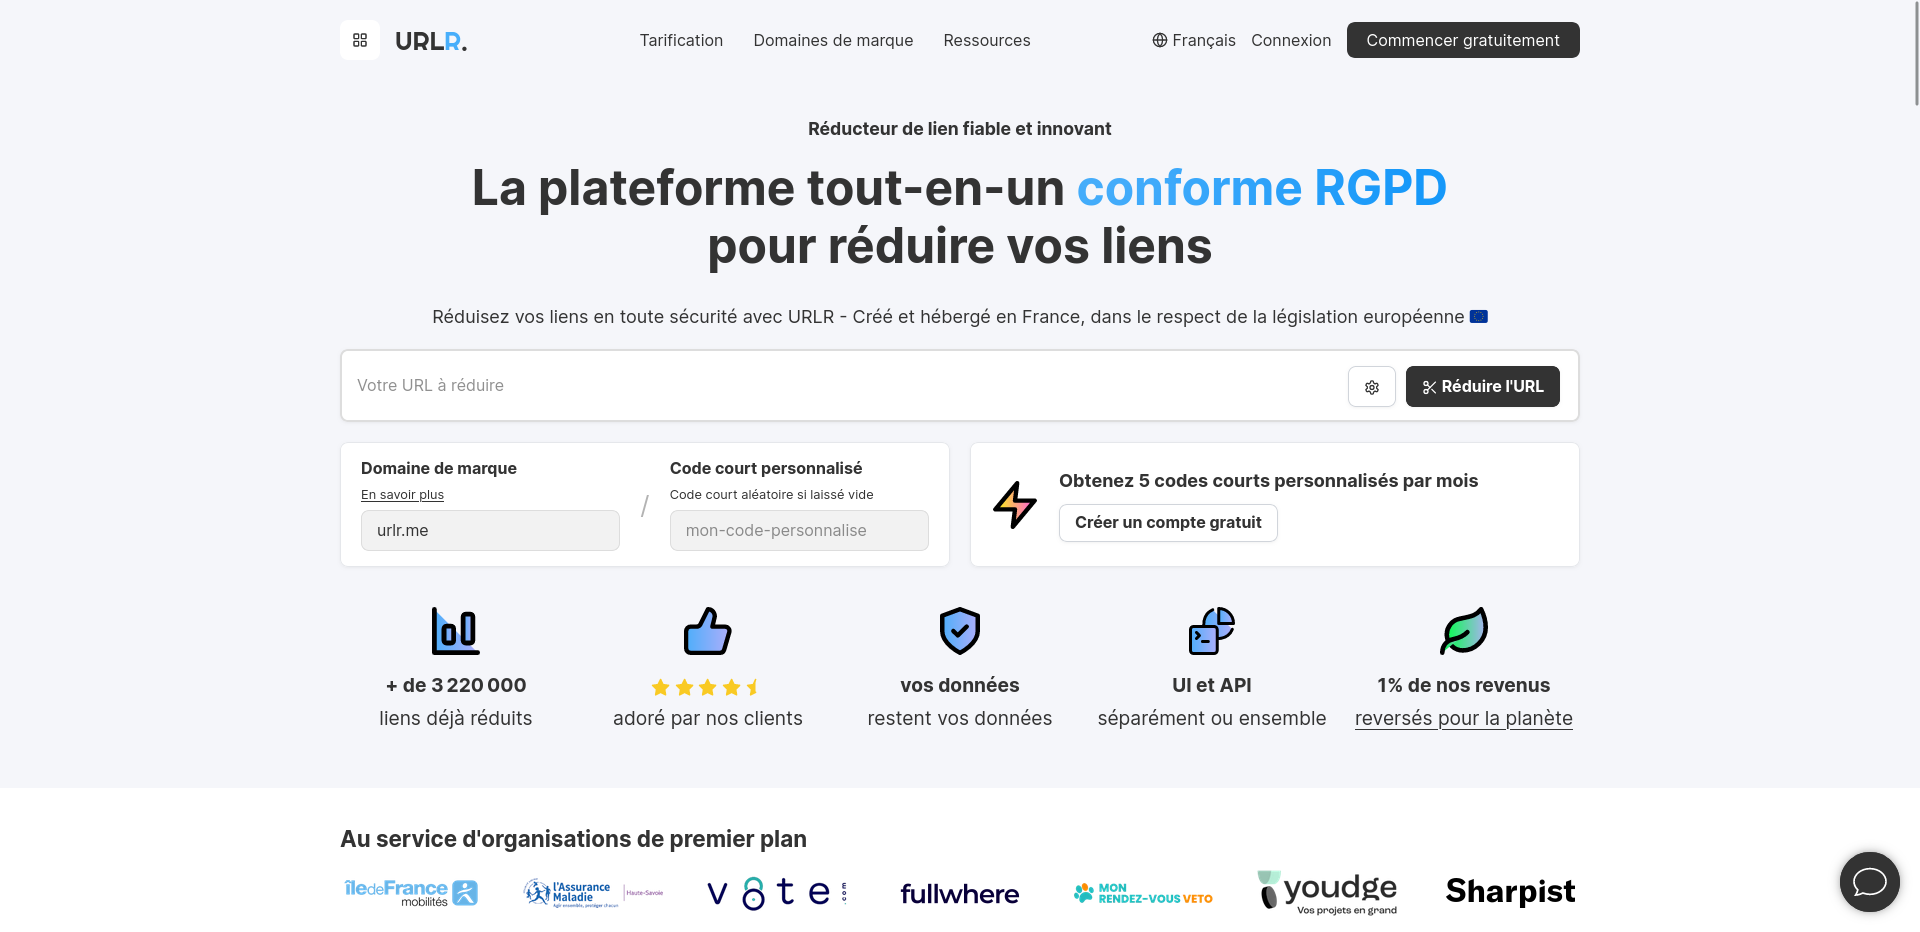 URLR.
Tarification
Domaines de marque
Ressources
Français
Connexion
Commencer gratuitement
Réducteur de lien fiable et innovant
La plateforme tout-en-un conforme RGPD
pour réduire vos liens
Réduisez vos liens en toute sécurité avec URLR - Créé et hébergé en France, dans le respect de la législation européenne
Votre URL à réduire
Réduire l'URL
Domaine de marque
En savoir plus
urlr.me
/
Code court personnalisé
Code court aléatoire si laissé vide
mon-code-personnalise
Obtenez 5 codes courts personnalisés par mois
Créer un compte gratuit
+ de 3 220 000
liens déjà réduits
adoré par nos clients
vos données
restent vos données
UI et API
séparément ou ensemble
1% de nos revenus
reversés pour la planète
Au service d'organisations de premier plan
îledeFrance
mobilités
l'Assurance
Maladie
Agir ensemble, protéger chacun
Haute-Savoie
vote
fullwhere
MON
RENDEZ-VOUS VETO
youdge
Vos projets en grand
Sharpist